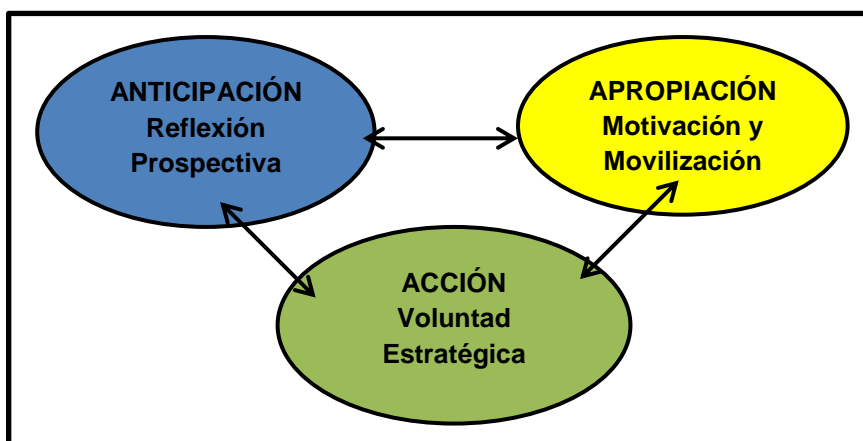 ANTICIPACIÓN
Reflexión
Prospectiva
APROPIACIÓN
Motivación y
Movilización
ACCIÓN
Voluntad
Estratégica